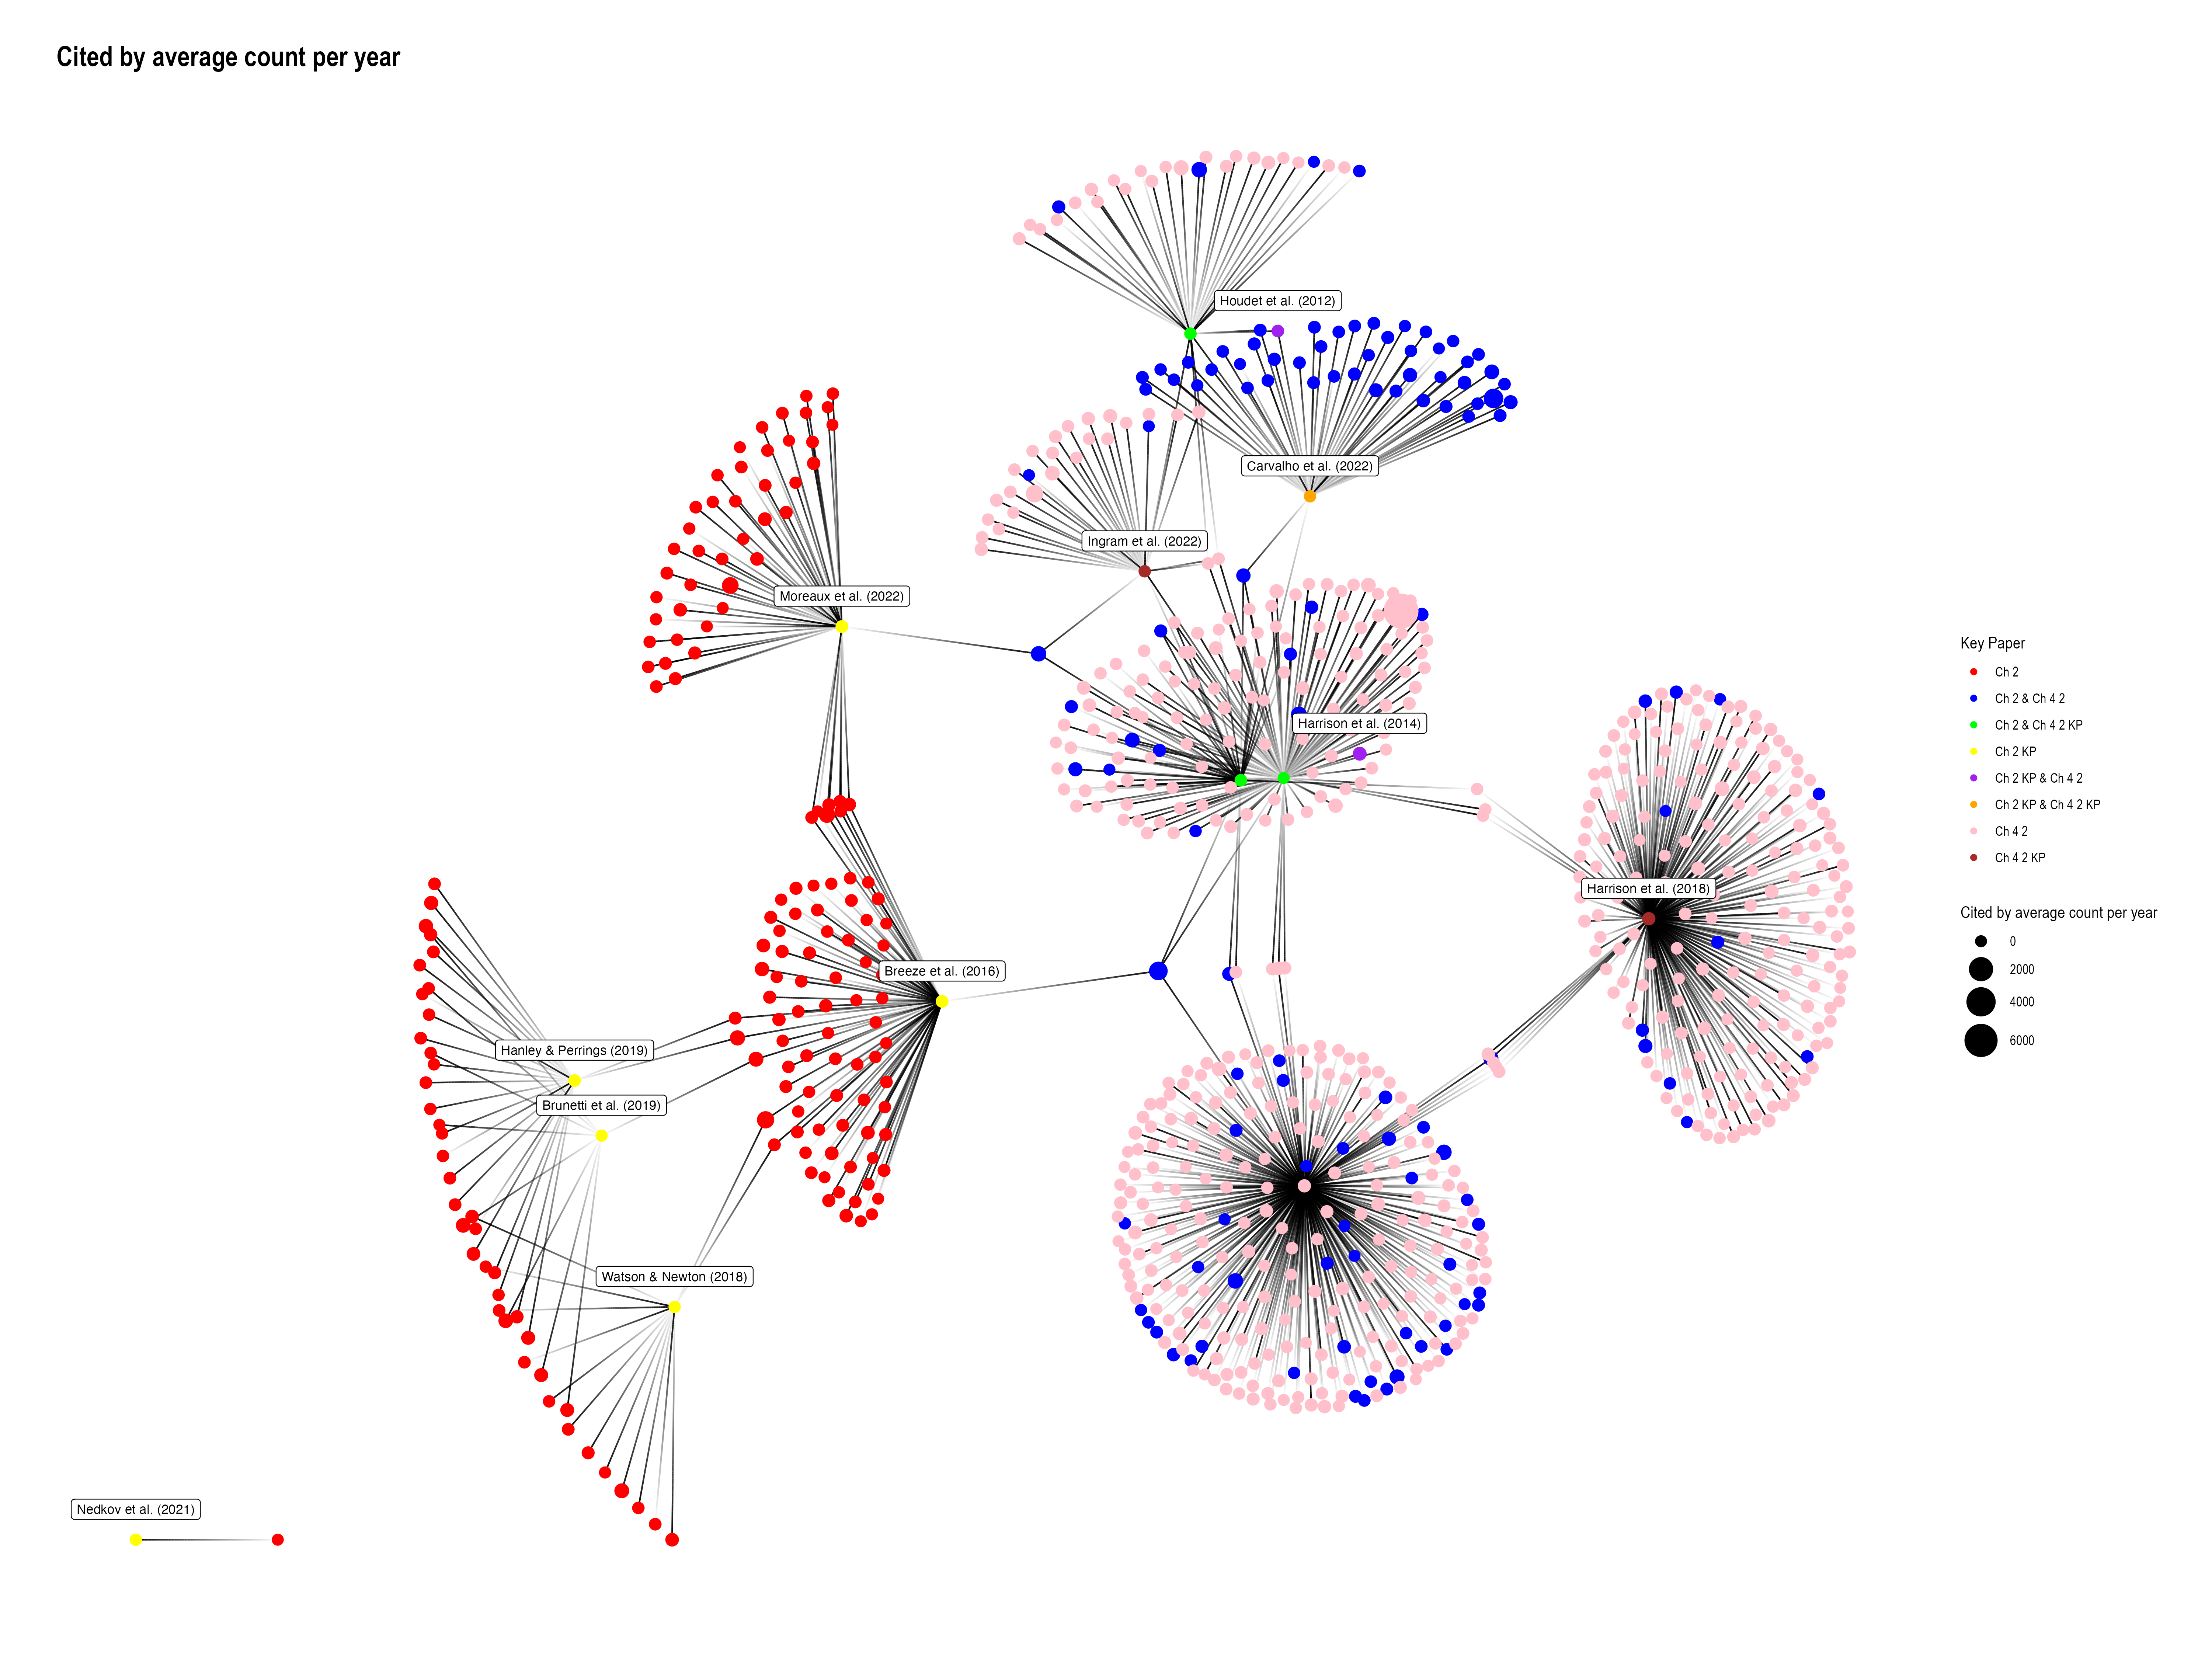 Cited by average count per year
Houdet et al. (2012)
Carvalho et al. (2022)
Ingram et al. (2022)
Moreaux et al. (2022)
Harrison et al. (2014)
Harrison et al. (2018)
Breeze et al. (2016)
Hanley & Perrings (2019)
Brunetti et al. (2019)
Watson & Newton (2018)
Nedkov et al. (2021)
Key Paper
Ch 2
Ch 2 & Ch 4 2
Ch 2 & Ch 4 2 KP
Ch 2 KP
Ch 2 KP & Ch 4 2
Ch 2 KP & Ch 4 2 KP
Ch 4 2
Ch 4 2 KP
Cited by average count per year
0
2000
4000
6000